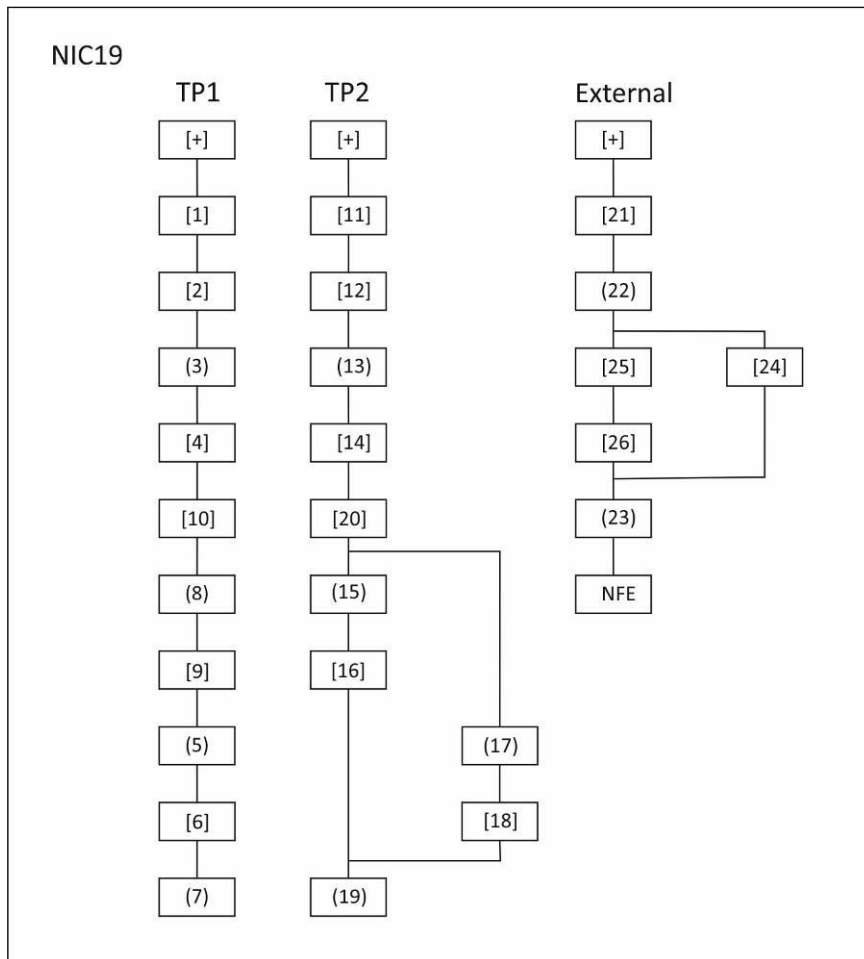 NIC19
TP1 TP2 External
[+] [+] [+]
[1] [11] [21]
[2] [12] (22)
(3) (13) [25] [24]
[4] [14] [26]
[10] [20] (23)
(8) (15) NFE
[9] [16]
(5) (17)
[6] [18]
(7) (19)